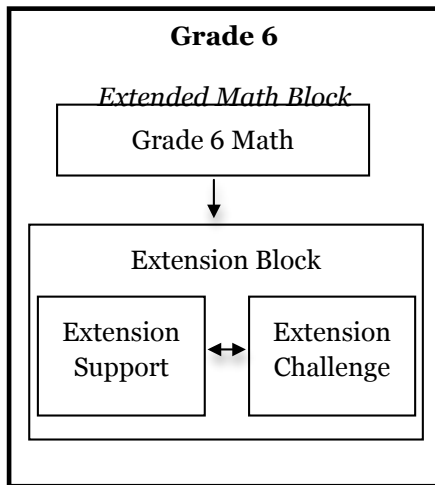 Grade 6
Extended Math Block
Grade 6 Math
Extension Block
Extension
Support
Extension
Challenge